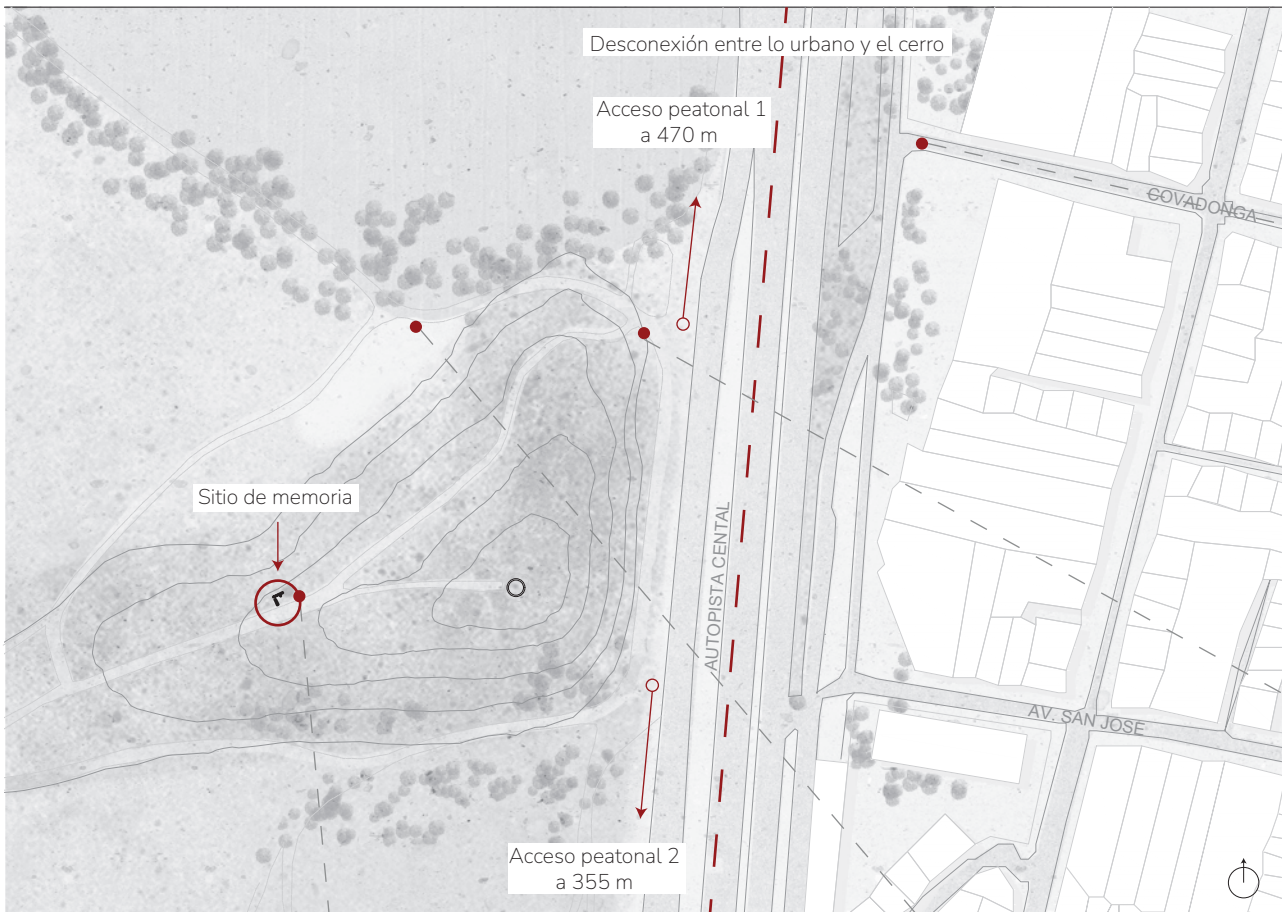 Desconexión entre lo urbano y el cerro
Acceso peatonal 1
a 470 m
COVADONGA
Sitio de memoria
AUTOPISTA CENTAL
AV. SAN JOSE
Acceso peatonal 2
a 355 m